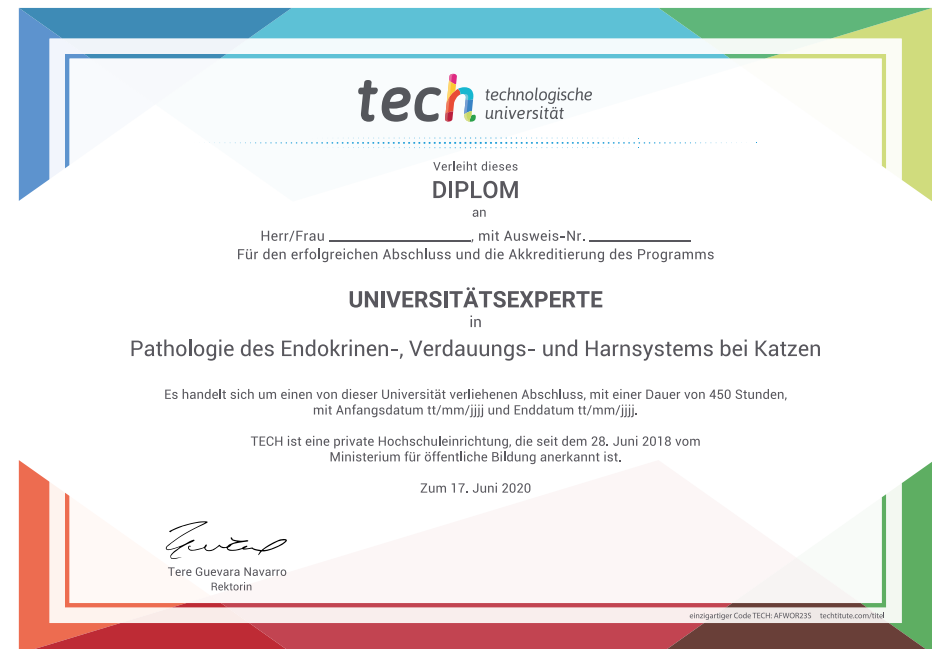 tech technologische
universität
Verleiht dieses
DIPLOM
an
Herr/Frau ______________, mit Ausweis-Nr. __________
Für den erfolgreichen Abschluss und die Akkreditierung des Programms
UNIVERSITÄTSEXPERTE
in
Pathologie des Endokrinen-, Verdauungs- und Harnsystems bei Katzen
Es handelt sich um einen von dieser Universität verliehenen Abschluss, mit einer Dauer von 450 Stunden,
mit Anfangsdatum tt/mm/jjjj und Enddatum tt/mm/jjjj.
TECH ist eine private Hochschuleinrichtung, die seit dem 28. Juni 2018 vom
Ministerium für öffentliche Bildung anerkannt ist.
Zum 17. Juni 2020
Tere Guevara Navarro
Rektorin
einzigartiger Code TECH: AFWOR23S techtitute.com/titel